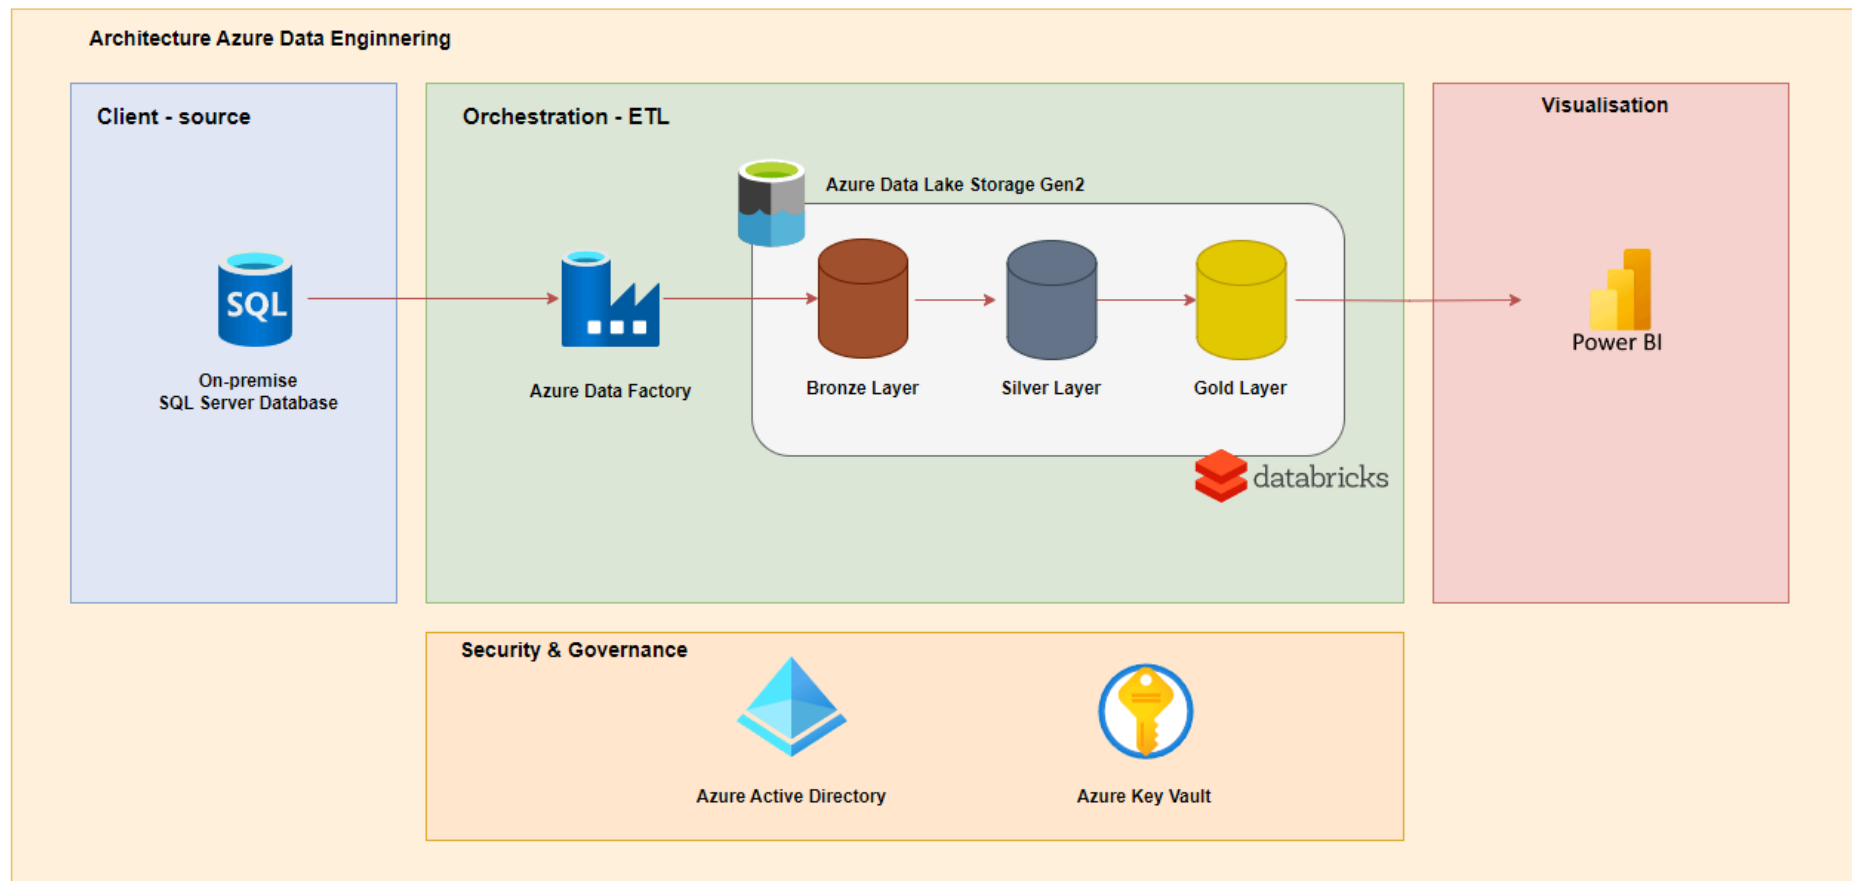 Architecture Azure Data Enginnering
Client - source
Orchestration - ETL
Visualisation
Azure Data Lake Storage Gen2
SQL
On-premise
SQL Server Database
Azure Data Factory
Bronze Layer
Silver Layer
Gold Layer
Power BI
databricks
Security & Governance
Azure Active Directory
Azure Key Vault